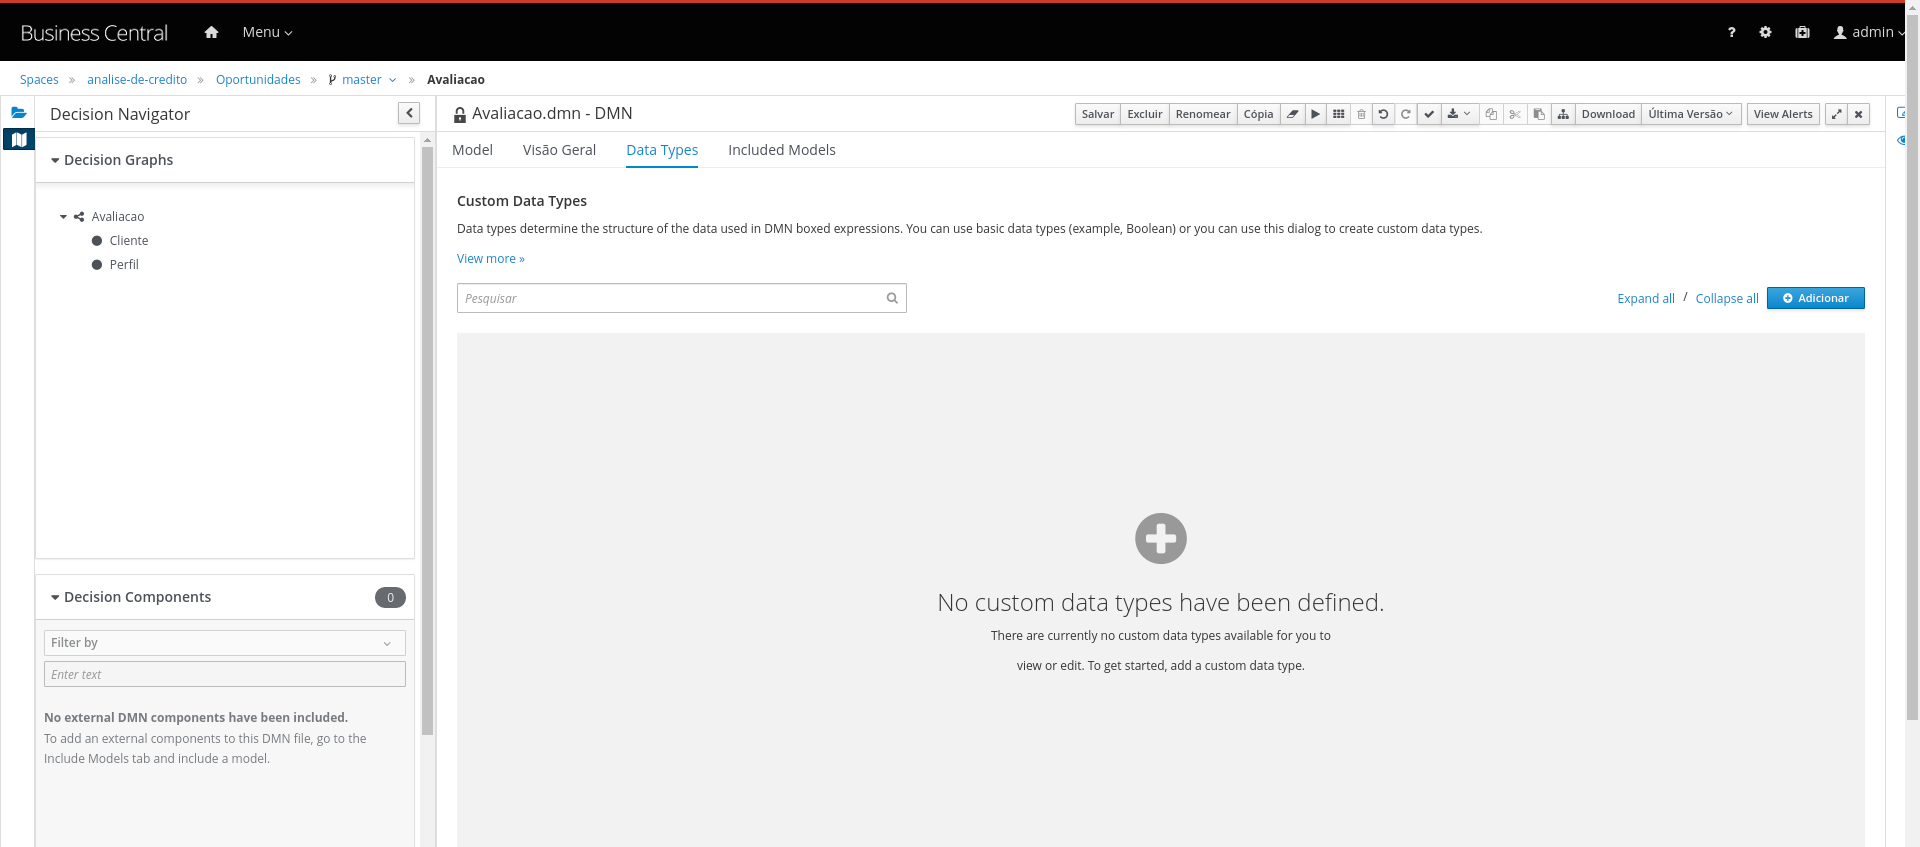 Business Central
Menu
?
admin
Spaces » analise-de-credito » Oportunidades » master » Avaliacao
Decision Navigator
Avaliacao.dmn - DMN
Salvar Excluir Renomear Cópia Download Última Versão View Alerts
Model Visão Geral Data Types Included Models
Decision Graphs
Avaliacao
Cliente
Perfil
Custom Data Types
Data types determine the structure of the data used in DMN boxed expressions. You can use basic data types (example, Boolean) or you can use this dialog to create custom data types.
View more »
Pesquisar
Expand all / Collapse all Adicionar
No custom data types have been defined.
There are currently no custom data types available for you to
view or edit. To get started, add a custom data type.
Decision Components 0
Filter by
Enter text
No external DMN components have been included.
To add an external components to this DMN file, go to the
Include Models tab and include a model.